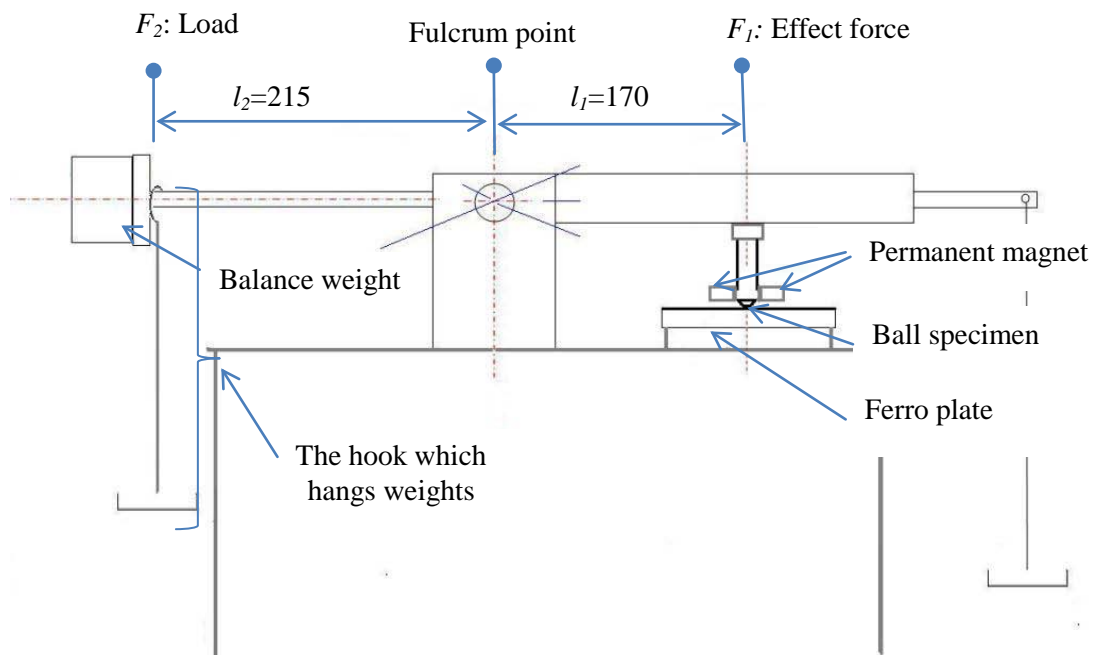 F₂: Load
Fulcrum point
F₁: Effect force
l₂=215
l₁=170
Balance weight
Permanent magnet
Ball specimen
Ferro plate
The hook which
hangs weights